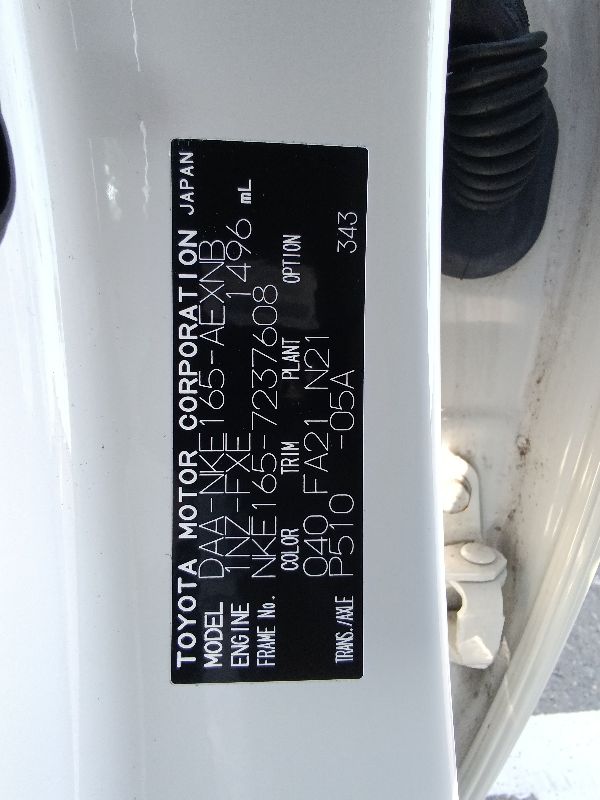 TOYOTA MOTOR CORPORATION JAPAN
MODEL DAA-NKE165-AEXNB
ENGINE 1NZ-FXE 1496 mL
FRAME No. NKE165-7237608
COLOR TRIM PLANT OPTION
040 FA21 N21
TRANS./AXLE P510 -05A 343